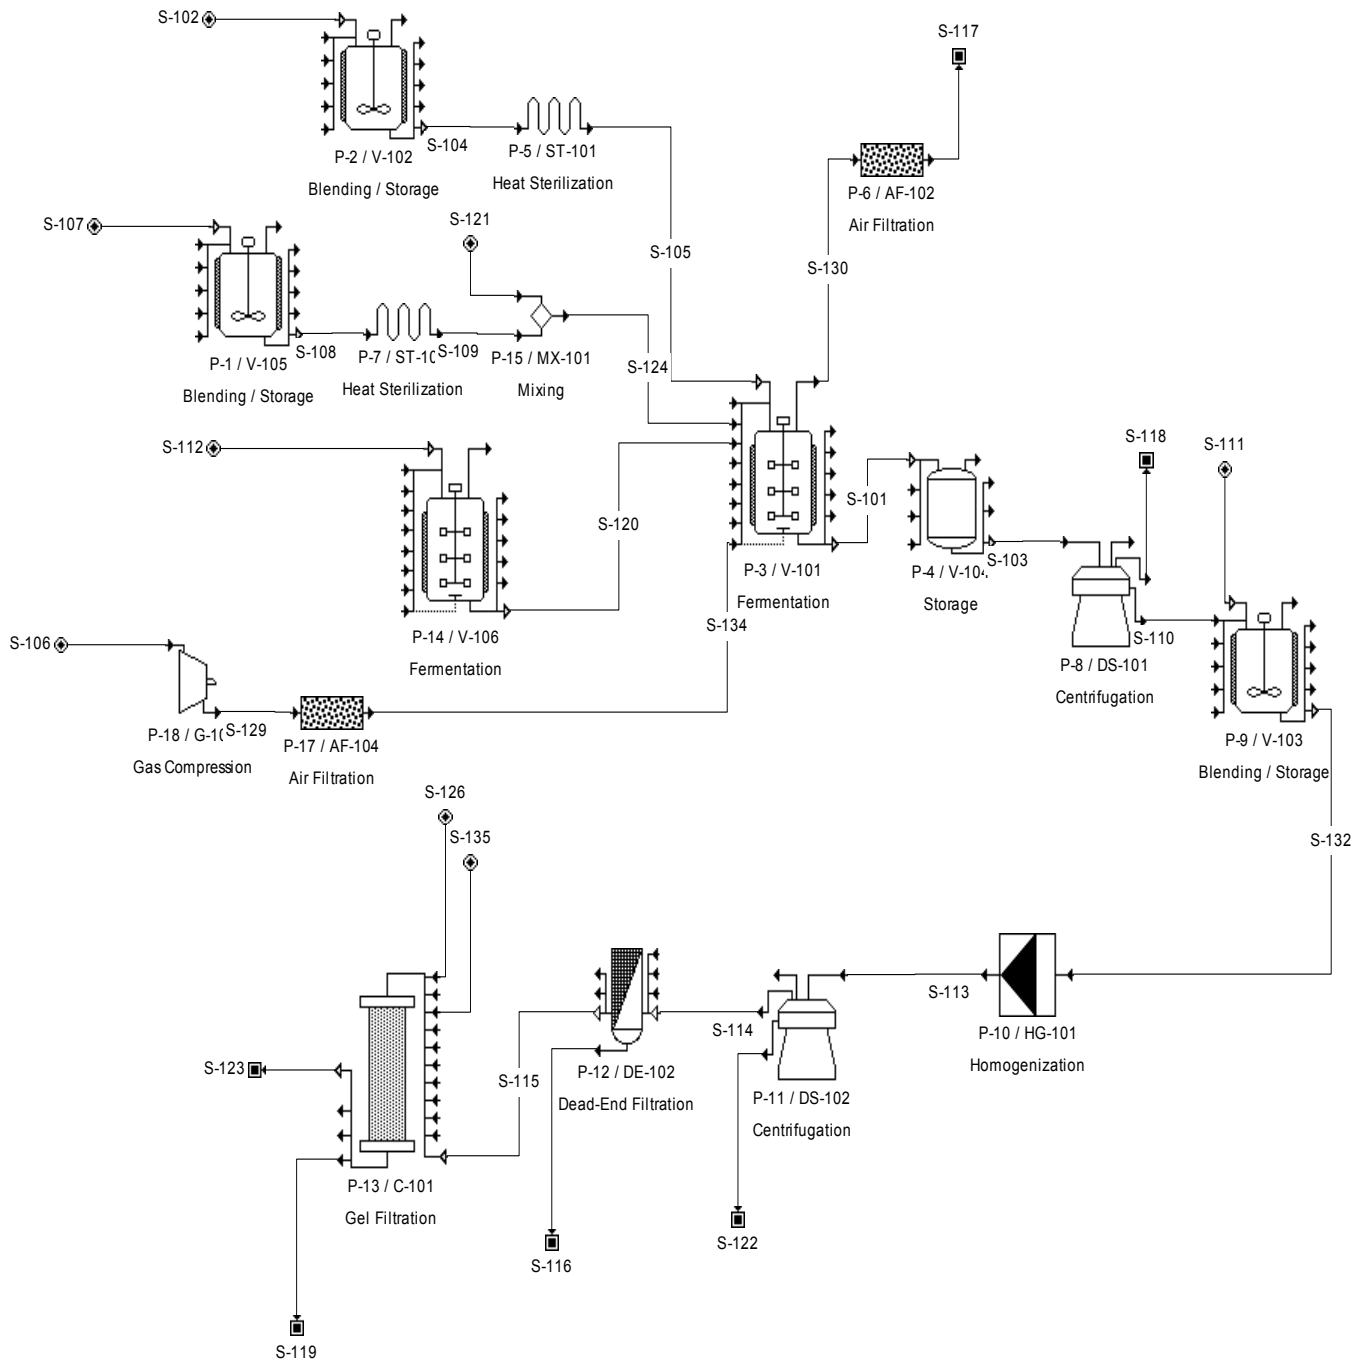 S-102
S-117
S-104
P-5 / ST-101
P-2 / V-102
Heat Sterilization
Blending / Storage
P-6 / AF-102
Air Filtration
S-107
S-121
S-105
S-130
S-108
P-7 / ST-10
S-109
P-15 / MX-101
P-1 / V-105
Heat Sterilization
Mixing
Blending / Storage
S-124
S-112
S-118
S-111
S-101
S-120
P-3 / V-101
Fermentation
P-4 / V-104
S-103
Storage
P-14 / V-106
Fermentation
S-134
S-110
P-8 / DS-101
Centrifugation
S-106
P-18 / G-10
S-129
P-17 / AF-104
Gas Compression
Air Filtration
P-9 / V-103
Blending / Storage
S-126
S-135
S-132
S-113
P-10 / HG-101
Homogenization
S-114
S-123
S-115
P-12 / DE-102
Dead-End Filtration
P-11 / DS-102
Centrifugation
P-13 / C-101
Gel Filtration
S-116
S-122
S-119